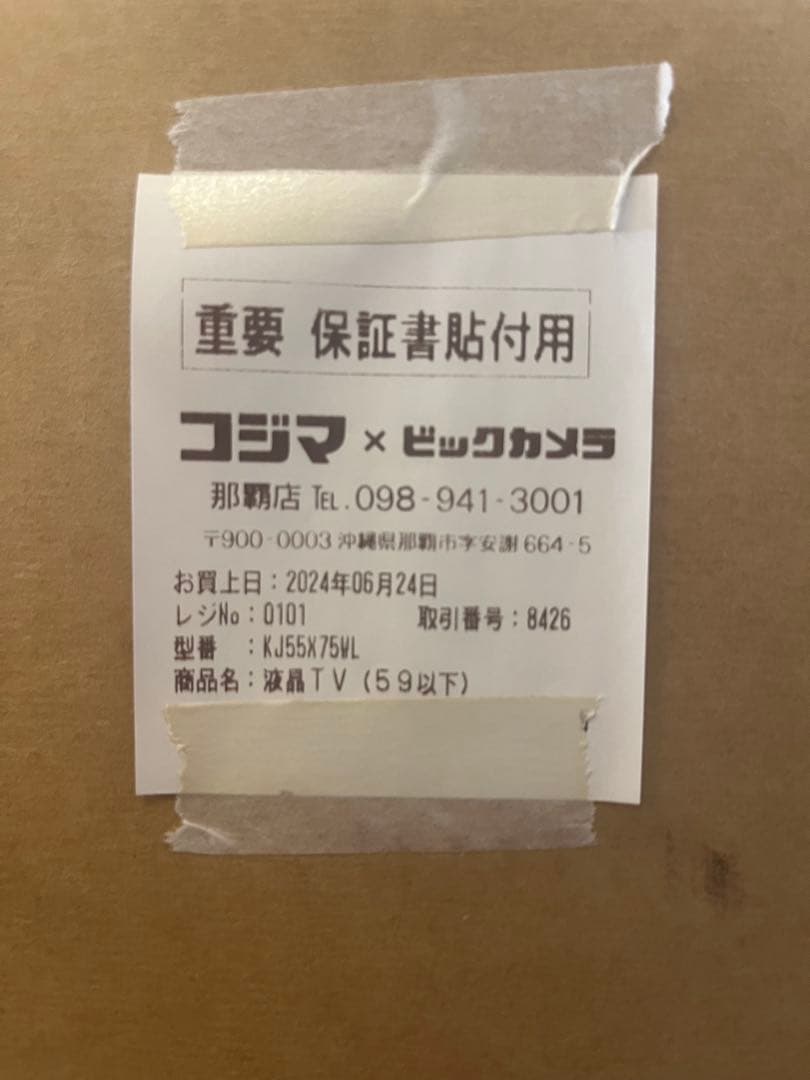 重要 保証書貼付用
コジマ×ビックカメラ
那覇店 TEL.098-941-3001
〒900-0003 沖縄県那覇市字安謝664-5
お買上日：2024年06月24日
レジNo：0101 取引番号：8426
型番 ：KJ55X75WL
商品名：液晶TV（59以下）